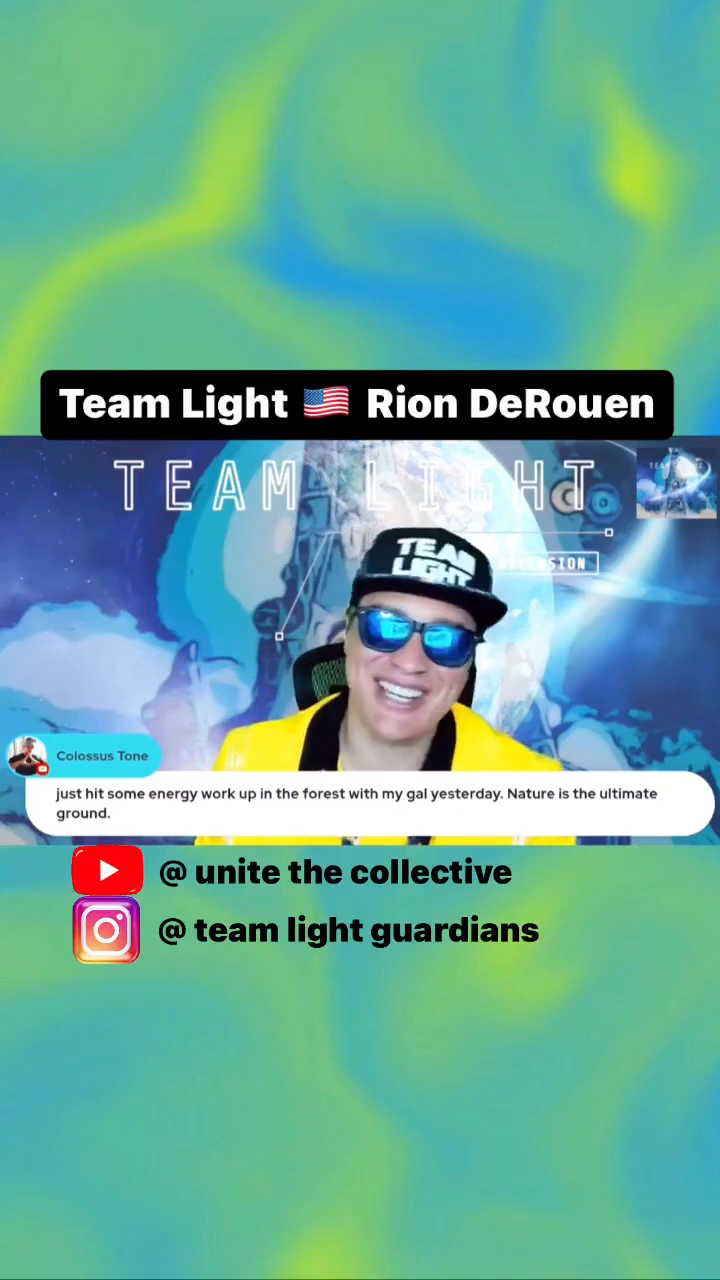 Team Light 🇺🇸 Rion DeRouen
TEAM LIGHT
TEAM
LIGHT
Colossus Tone
just hit some energy work up in the forest with my gal yesterday. Nature is the ultimate
ground.
@ unite the collective
@ team light guardians